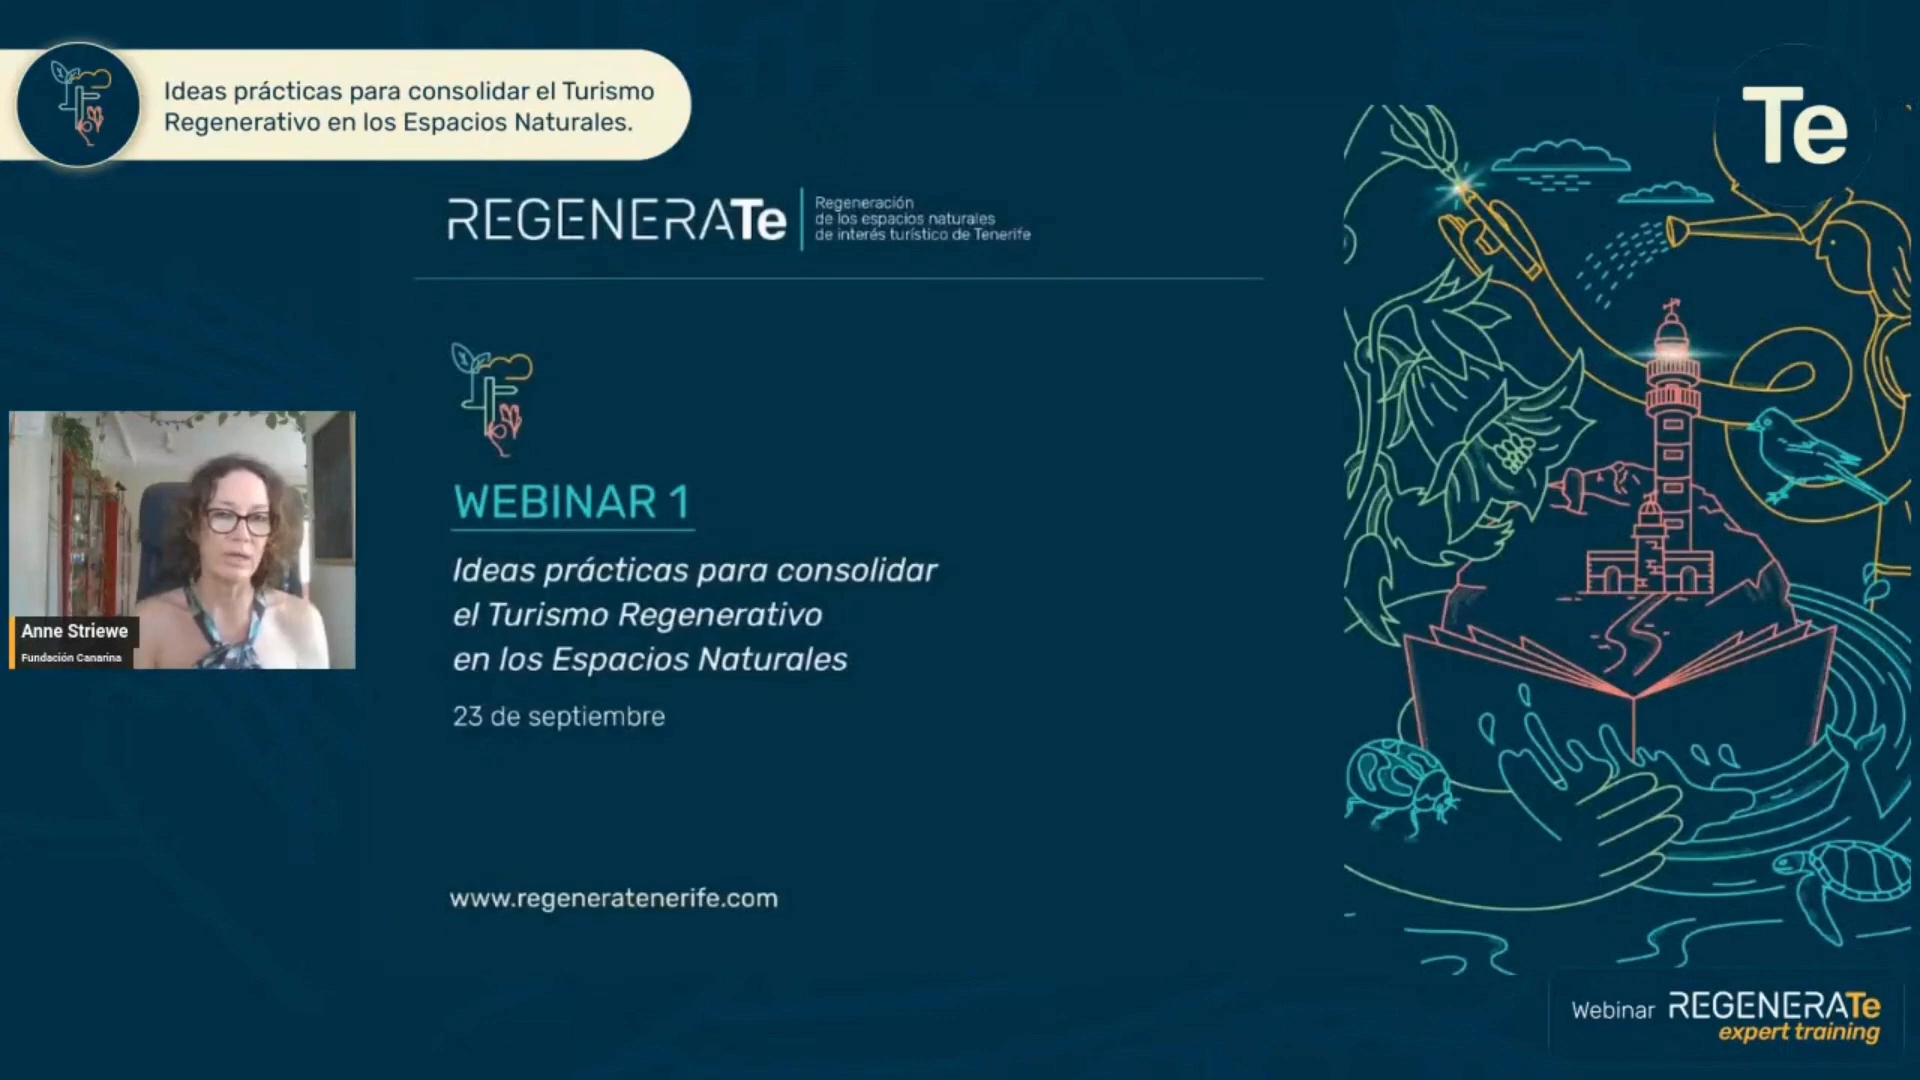 Ideas prácticas para consolidar el Turismo
Regenerativo en los Espacios Naturales.
Te
REGENERATe
Regeneración
de los espacios naturales
de interés turístico de Tenerife
WEBINAR 1
Ideas prácticas para consolidar
el Turismo Regenerativo
en los Espacios Naturales
23 de septiembre
Anne Striewe
Fundación Canarina
www.regeneratenerife.com
Webinar REGENERATe
expert training